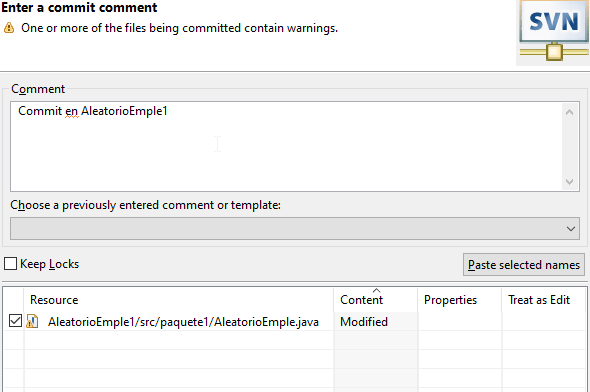 Enter a commit comment
One or more of the files being committed contain warnings.
SVN
Comment
Commit en AleatorioEmple1
Choose a previously entered comment or template:
Keep Locks
Paste selected names
Resource Content Properties Treat as Edit
AleatorioEmple1/src/paquete1/AleatorioEmple.java Modified